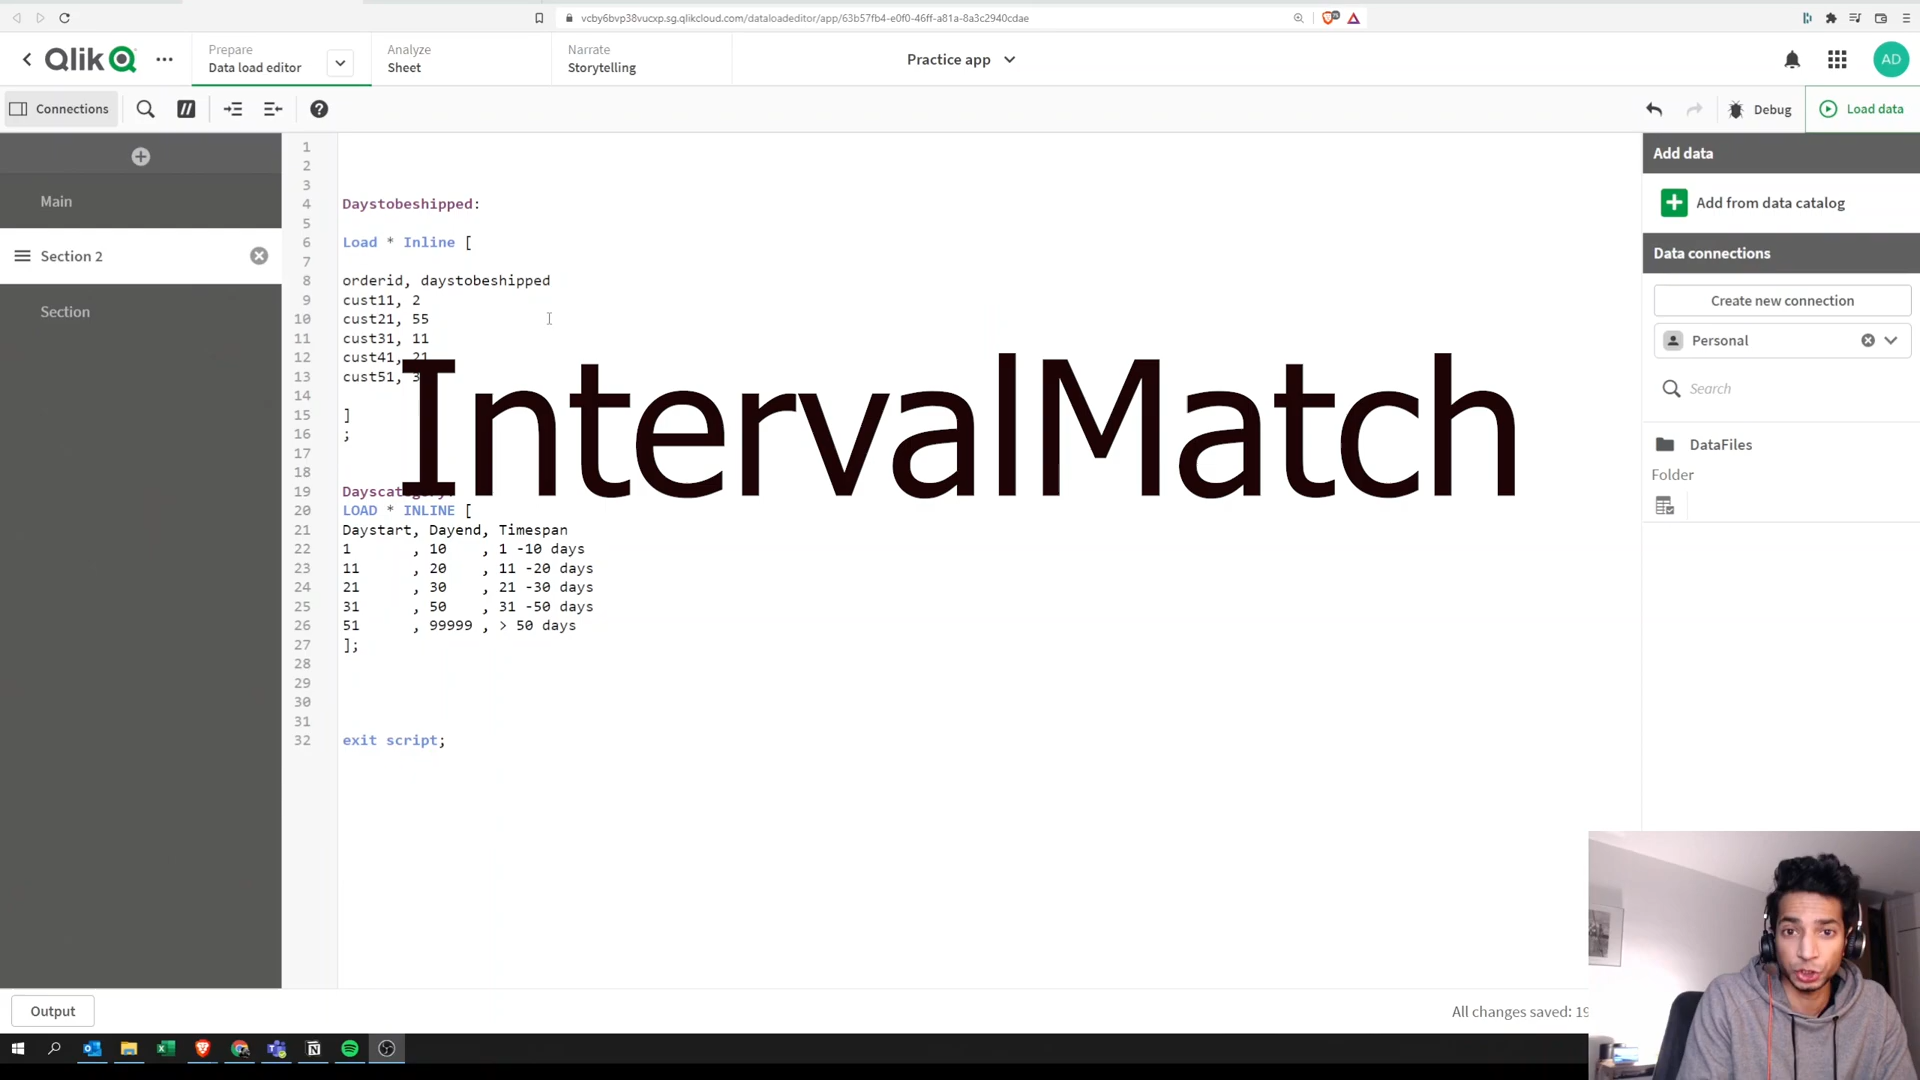 vcby6bvp38vucxp.sg.qlikcloud.com/dataloadeditor/app/63b57fb4-e0f0-46ff-a81a-8a3c2940cdae
Qlik
Prepare
Data load editor
Analyze
Sheet
Narrate
Storytelling
Practice app
AD
Connections
Debug
Load data
Main
Section 2
Section
1
2
3
4 Daystobeshipped:
5
6 Load * Inline [
7
8 orderid, daystobeshipped
9 cust11, 2
10 cust21, 55
11 cust31, 11
12 cust41, 21
13 cust51, 3
14
15 ]
16 ;
17
18
19
20 LOAD * INLINE [
21 Daystart, Dayend, Timespan
22 1 , 10 , 1 -10 days
23 11 , 20 , 11 -20 days
24 21 , 30 , 21 -30 days
25 31 , 50 , 31 -50 days
26 51 , 99999 , > 50 days
27 ];
28
29
30
31
32 exit script;
IntervalMatch
Add data
Add from data catalog
Data connections
Create new connection
Personal
Search
DataFiles
Folder
Output
All changes saved: 19